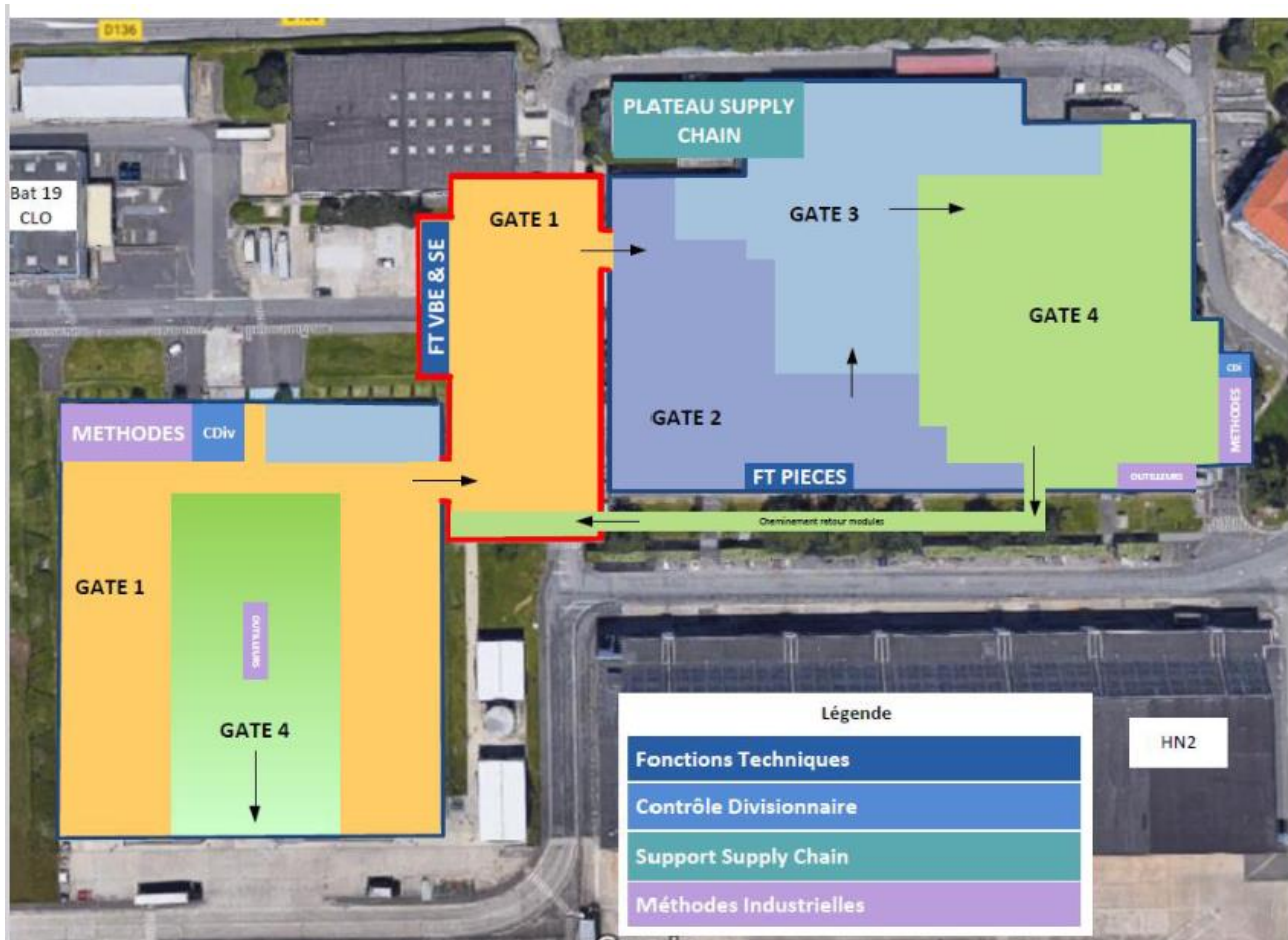 D136
PLATEAU SUPPLY
CHAIN
Bat 19
CLO
GATE 1
GATE 3
FT VBE & SE
GATE 4
CDi
METHODES
GATE 2
METHODES
CDiv
FT PIECES
OUTILLEURS
Cheminement retour modules
GATE 1
OUTILLEURS
GATE 4
Légende
Fonctions Techniques
HN2
Contrôle Divisionnaire
Support Supply Chain
Méthodes Industrielles